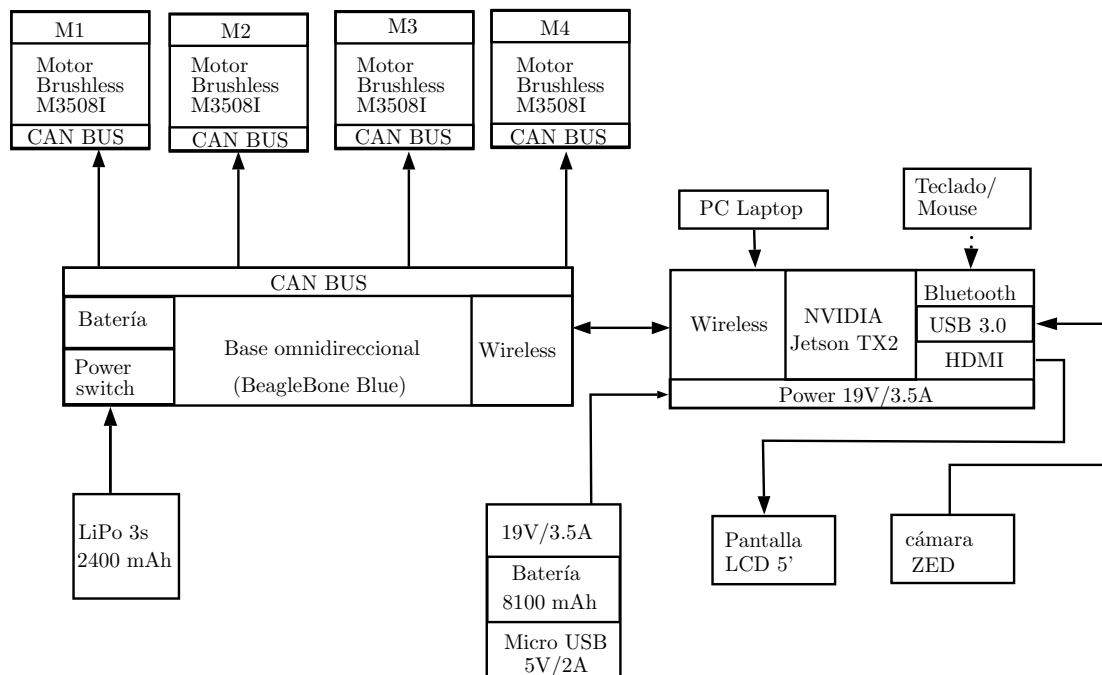 M1
Motor
Brushless
M3508I
CAN BUS
M2
Motor
Brushless
M3508I
CAN BUS
M3
Motor
Brushless
M3508I
CAN BUS
M4
Motor
Brushless
M3508I
CAN BUS
PC Laptop
Teclado/
Mouse
CAN BUS
Batería
Power
switch
Base omnidireccional
(BeagleBone Blue)
Wireless
Wireless
NVIDIA
Jetson TX2
Bluetooth
USB 3.0
HDMI
Power 19V/3.5A
LiPo 3s
2400 mAh
19V/3.5A
Batería
8100 mAh
Micro USB
5V/2A
Pantalla
LCD 5'
cámara
ZED